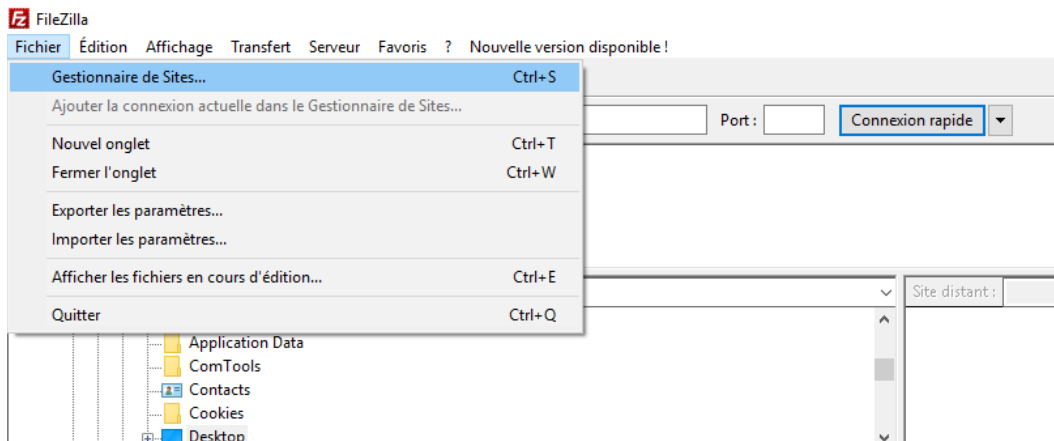 FileZilla
Fichier Édition Affichage Transfert Serveur Favoris ? Nouvelle version disponible !
Gestionnaire de Sites... Ctrl+S
Ajouter la connexion actuelle dans le Gestionnaire de Sites...
Port : Connexion rapide
Nouvel onglet Ctrl+T
Fermer l'onglet Ctrl+W
Exporter les paramètres...
Importer les paramètres...
Afficher les fichiers en cours d'édition... Ctrl+E
Site distant :
Quitter Ctrl+Q
Application Data
ComTools
Contacts
Cookies
Desktop